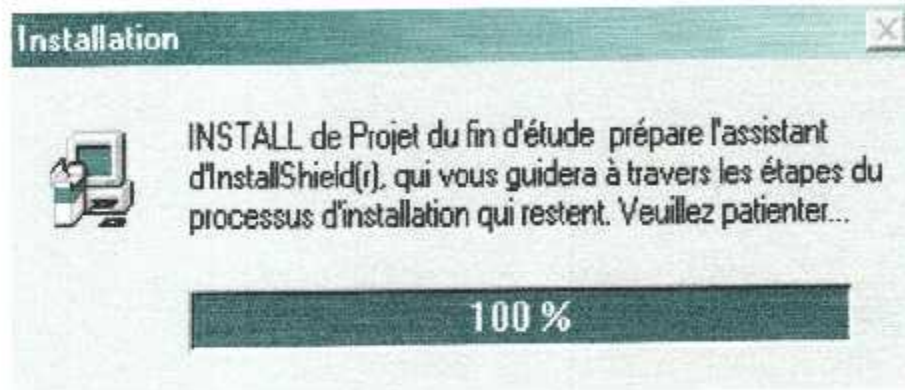 Installation
INSTALL de Projet du fin d'étude prépare l'assistant
d'InstallShield(r), qui vous guidera à travers les étapes du
processus d'installation qui restent. Veuillez patienter...
100 %